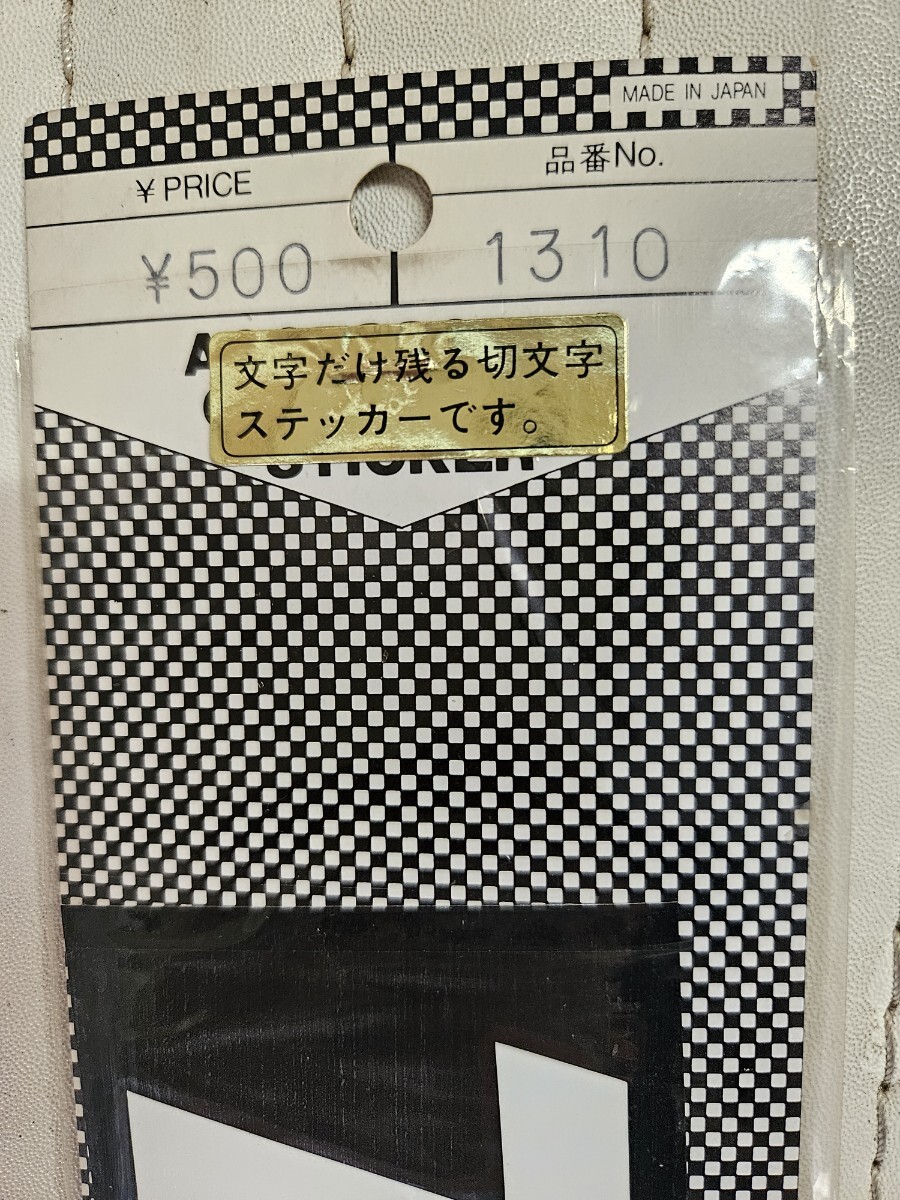 MADE IN JAPAN
¥ PRICE
品番No.
¥500
1310
文字だけ残る切文字
ステッカーです。
STICKER